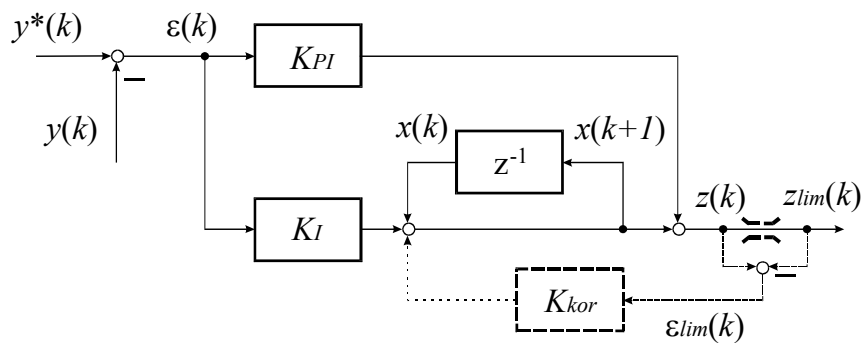 y*(k)
ε(k)
K_PI
y(k)
x(k)
x(k+1)
z⁻¹
z(k)
z_lim(k)
K_I
K_kor
ε_lim(k)